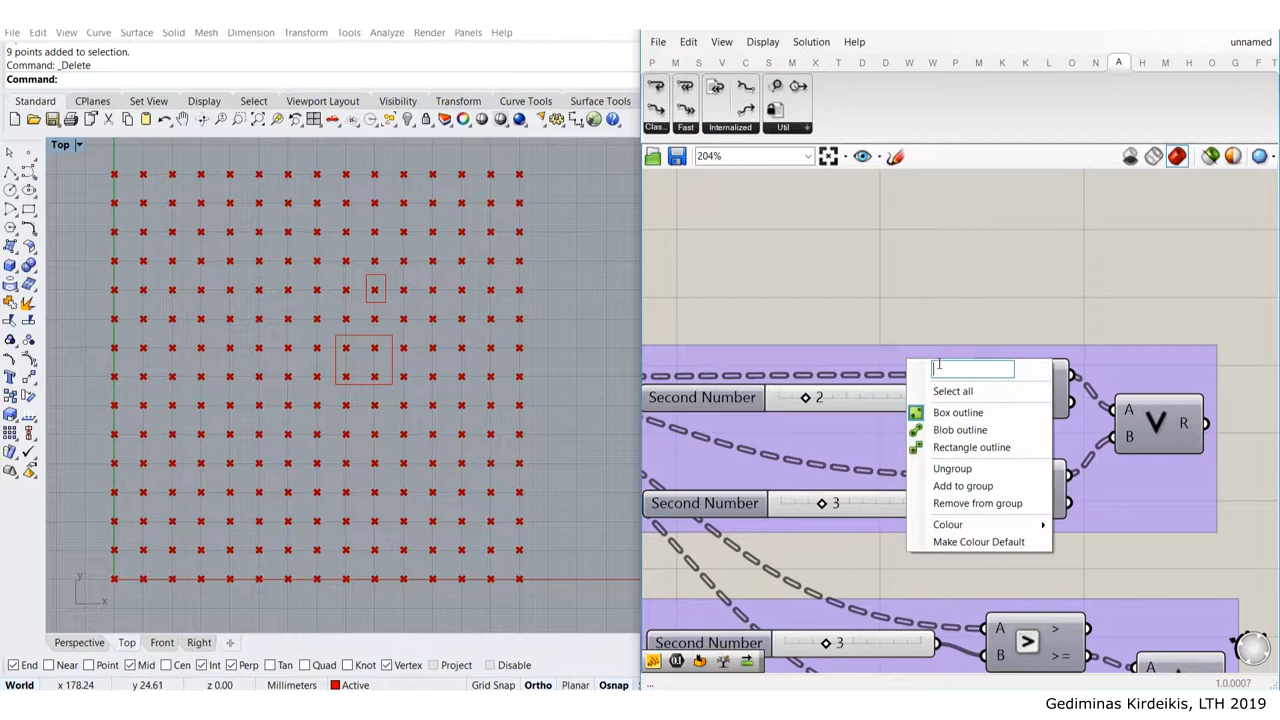 File Edit View Curve Surface Solid Mesh Dimension Transform Tools Analyze Render Panels Help
9 points added to selection.
Command: _Delete
Command:
Standard CPlanes Set View Display Select Viewport Layout Visibility Transform Curve Tools Surface Tools
Top
y
x
Perspective Top Front Right
End Near Point Mid Cen Int Perp Tan Quad Knot Vertex Project Disable
World x 178.24 y 24.61 z 0.00 Millimeters Active Grid Snap Ortho Planar Osnap
File Edit View Display Solution Help unnamed
P M S V C S M X T D V W W P M K K L O N A H M M H O F T
Clas... Fast Internalized Util
204%
Second Number 2
Second Number 3
Select all
Box outline
Blob outline
Rectangle outline
Ungroup
Add to group
Remove from group
Colour
Make Colour Default
A
B
V
R
Second Number 3
A
B
>
>
>=
A
...
1.0.0007
Gediminas Kirdeikis, LTH 2019